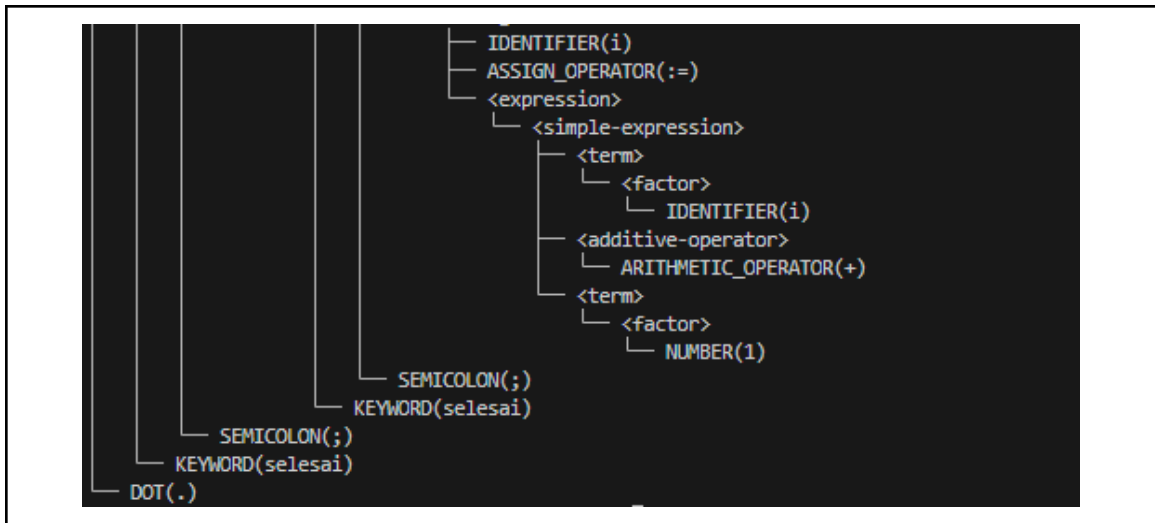 IDENTIFIER(i)
ASSIGN_OPERATOR(:=)
<expression>
<simple-expression>
<term>
<factor>
IDENTIFIER(i)
<additive-operator>
ARITHMETIC_OPERATOR(+)
<term>
<factor>
NUMBER(1)
SEMICOLON(;)
KEYWORD(selesai)
SEMICOLON(;)
KEYWORD(selesai)
DOT(.)